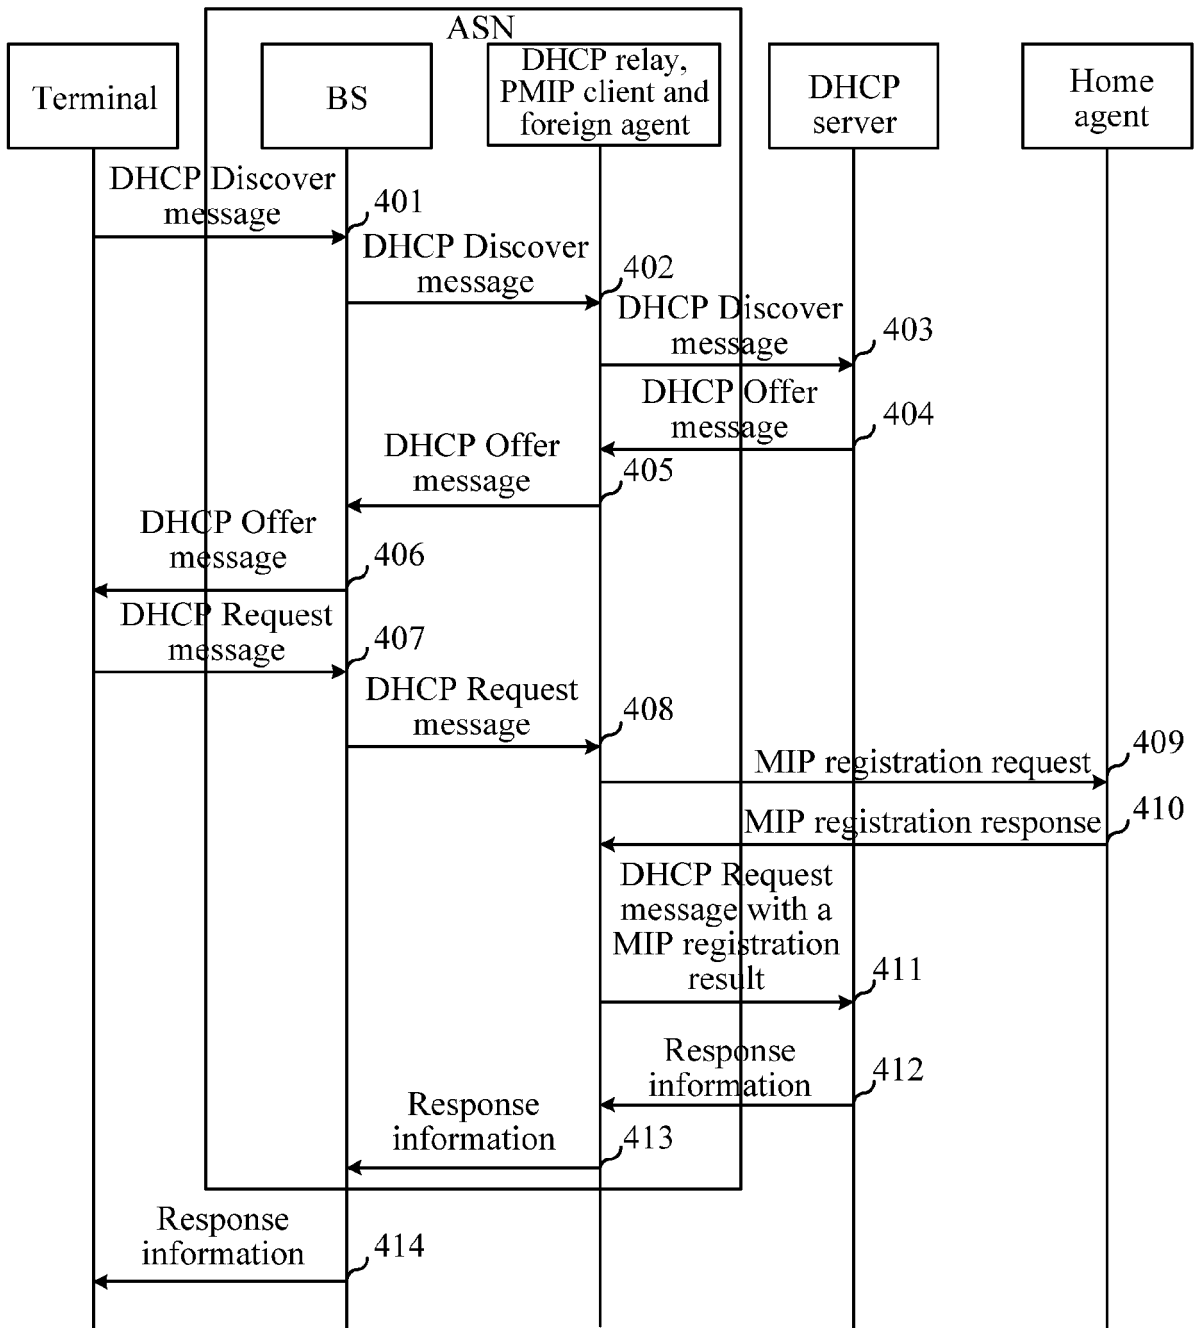 ASN
Terminal
BS
DHCP relay,
PMIP client and
foreign agent
DHCP
server
Home
agent
DHCP Discover
message
401
DHCP Discover
message
402
DHCP Discover
message
403
DHCP Offer
message
404
DHCP Offer
message
405
DHCP Offer
message
406
DHCP Request
message
407
DHCP Request
message
408
MIP registration request
409
MIP registration response
410
DHCP Request
message with a
MIP registration
result
411
Response
information
412
Response
information
413
Response
information
414